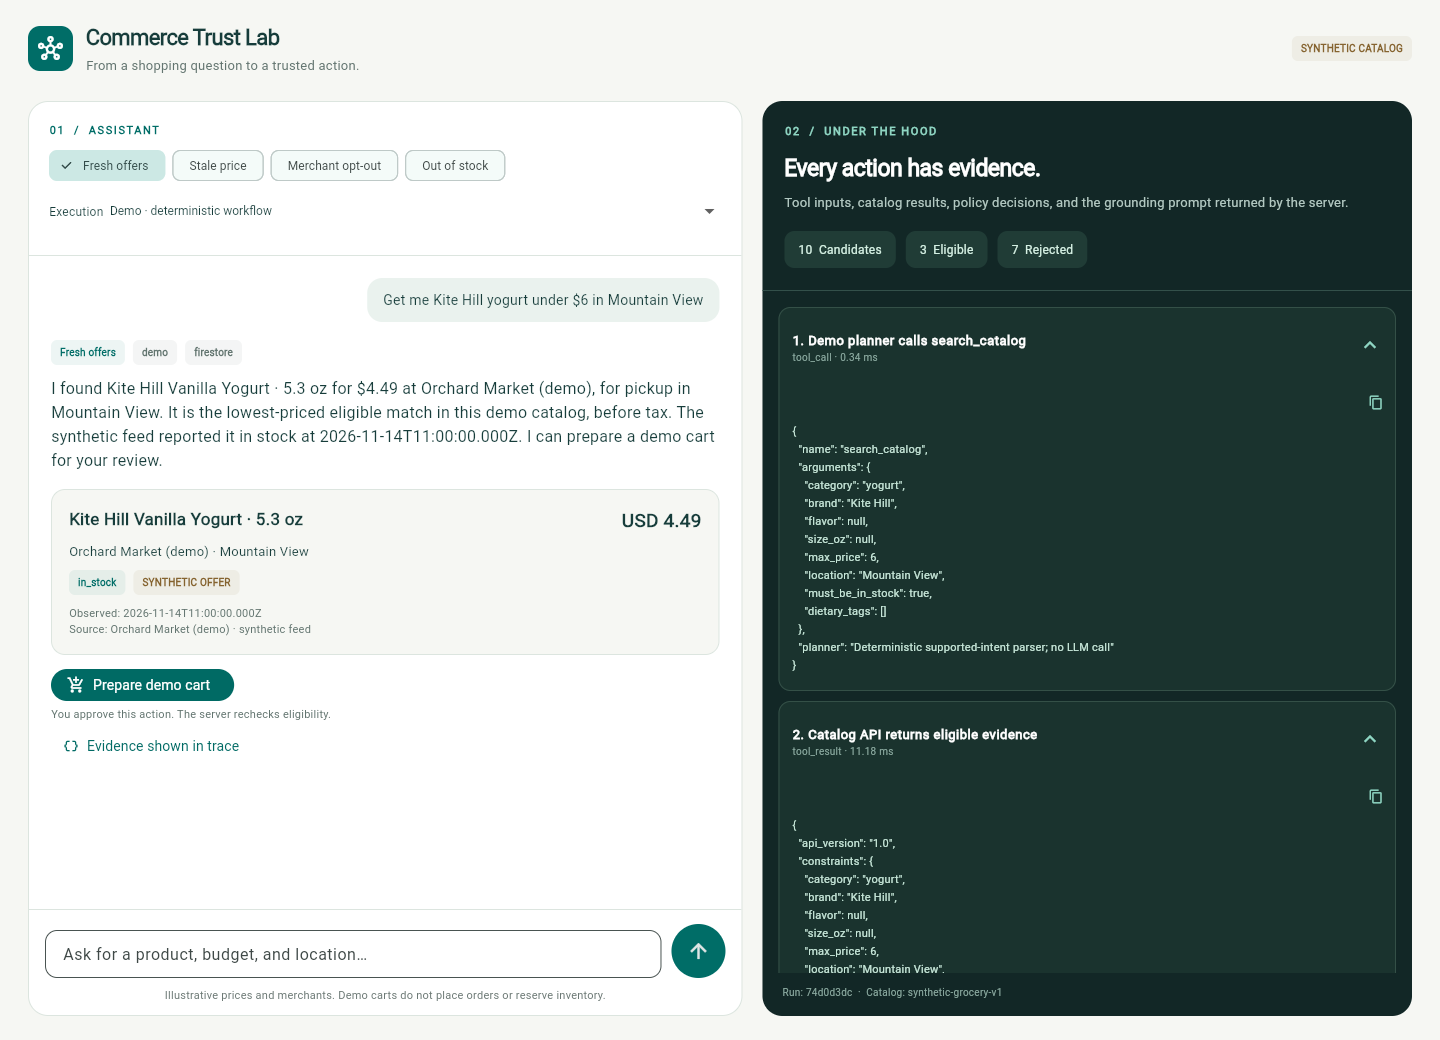 Commerce Trust Lab
From a shopping question to a trusted action.
SYNTHETIC CATALOG
01 / ASSISTANT
Fresh offers
Stale price
Merchant opt-out
Out of stock
Execution Demo · deterministic workflow
Get me Kite Hill yogurt under $6 in Mountain View
Fresh offers
demo
firestore
I found Kite Hill Vanilla Yogurt · 5.3 oz for $4.49 at Orchard Market (demo), for pickup in
Mountain View. It is the lowest-priced eligible match in this demo catalog, before tax. The
synthetic feed reported it in stock at 2026-11-14T11:00:00.000Z. I can prepare a demo cart
for your review.
Kite Hill Vanilla Yogurt · 5.3 oz
USD 4.49
Orchard Market (demo) · Mountain View
in_stock
SYNTHETIC OFFER
Observed: 2026-11-14T11:00:00.000Z
Source: Orchard Market (demo) · synthetic feed
Prepare demo cart
You approve this action. The server rechecks eligibility.
Evidence shown in trace
Ask for a product, budget, and location…
Illustrative prices and merchants. Demo carts do not place orders or reserve inventory.
02 / UNDER THE HOOD
Every action has evidence.
Tool inputs, catalog results, policy decisions, and the grounding prompt returned by the server.
10 Candidates
3 Eligible
7 Rejected
1. Demo planner calls search_catalog
tool_call · 0.34 ms
{
"name": "search_catalog",
"arguments": {
"category": "yogurt",
"brand": "Kite Hill",
"flavor": null,
"size_oz": null,
"max_price": 6,
"location": "Mountain View",
"must_be_in_stock": true,
"dietary_tags": []
},
"planner": "Deterministic supported-intent parser; no LLM call"
}
2. Catalog API returns eligible evidence
tool_result · 11.18 ms
{
"api_version": "1.0",
"constraints": {
"category": "yogurt",
"brand": "Kite Hill",
"flavor": null,
"size_oz": null,
"max_price": 6,
"location": "Mountain View",
Run: 74d0d3dc · Catalog: synthetic-grocery-v1